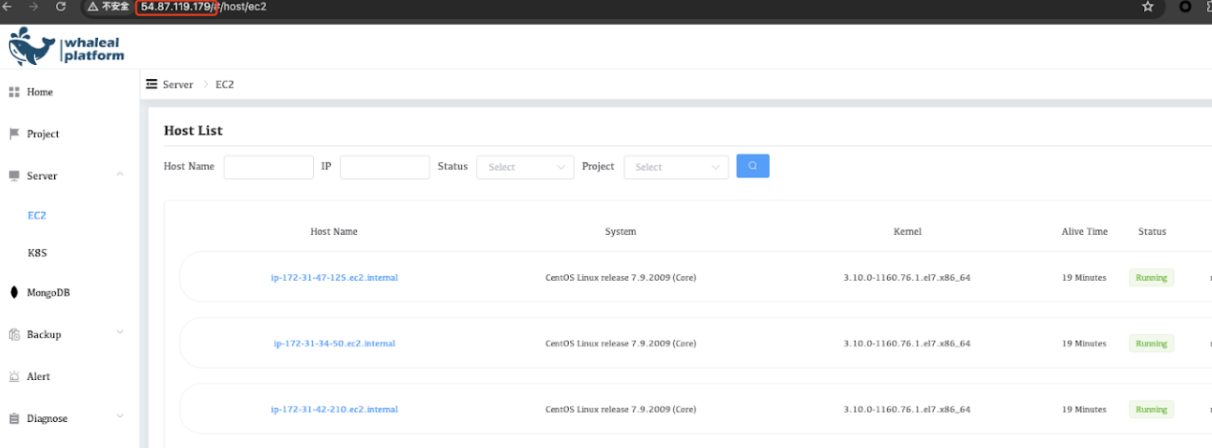 不安全 54.87.119.179/#/host/ec2
whaleal
platform
Home
Server > EC2
Project
Host List
Host Name IP Status Select Project Select
Server
EC2
Host Name System Kernel Alive Time Status
K8S
ip-172-31-47-125.ec2.internal CentOS Linux release 7.9.2009 (Core) 3.10.0-1160.76.1.el7.x86_64 19 Minutes Running
MongoDB
Backup
ip-172-31-34-50.ec2.internal CentOS Linux release 7.9.2009 (Core) 3.10.0-1160.76.1.el7.x86_64 19 Minutes Running
Alert
ip-172-31-42-210.ec2.internal CentOS Linux release 7.9.2009 (Core) 3.10.0-1160.76.1.el7.x86_64 19 Minutes Running
Diagnose